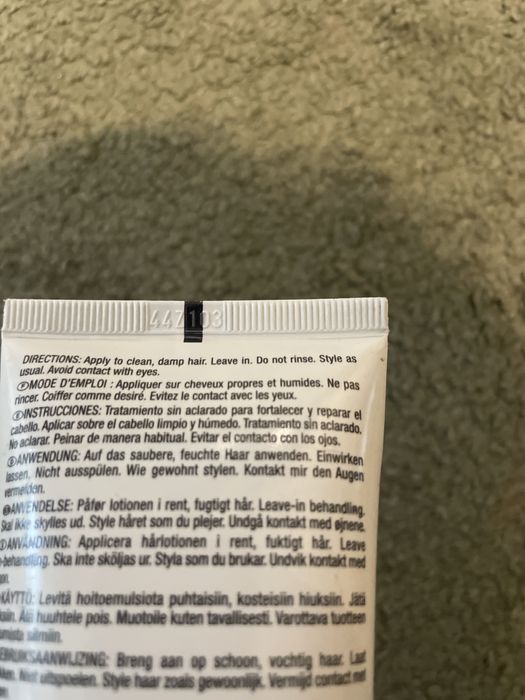 447103
DIRECTIONS: Apply to clean, damp hair. Leave in. Do not rinse. Style as
usual. Avoid contact with eyes.
ⒻMODE D'EMPLOI : Appliquer sur cheveux propres et humides. Ne pas
rincer. Coiffer comme desiré. Evitez le contact avec les yeux.
ⒺINSTRUCCIONES: Tratamiento sin aclarado para fortalecer y reparar el
cabello. Aplicar sobre el cabello limpio y húmedo. Tratamiento sin aclarado.
No aclarar. Peinar de manera habitual. Evitar el contacto con los ojos.
ⒹANWENDUNG: Auf das saubere, feuchte Haar anwenden. Einwirken
lassen. Nicht ausspülen. Wie gewohnt stylen. Kontakt mir den Augen
vermeiden.
ANVENDELSE: Påfør lotionen i rent, fugtigt hår. Leave-in behandling.
Skal ikke skylles ud. Style håret som du plejer. Undgå kontakt med øjnene.
ANVÄNDNING: Applicera hårlotionen i rent, fuktigt hår. Leave
-behandling. Ska inte sköljas ur. Styla som du brukar. Undvik kontakt med
KÄYTTÖ: Levitä hoitoemulsiota puhtaisiin, kosteisiin hiuksiin. Jätä
Älä huuhtele pois. Muotoile kuten tavallisesti. Varottava tuotteen
silmiin.
GEBRUIKSAANWIJZING: Breng aan op schoon, vochtig haar. Laat
Niet uitspoelen. Style haar zoals gewoonlijk. Vermijd contact met